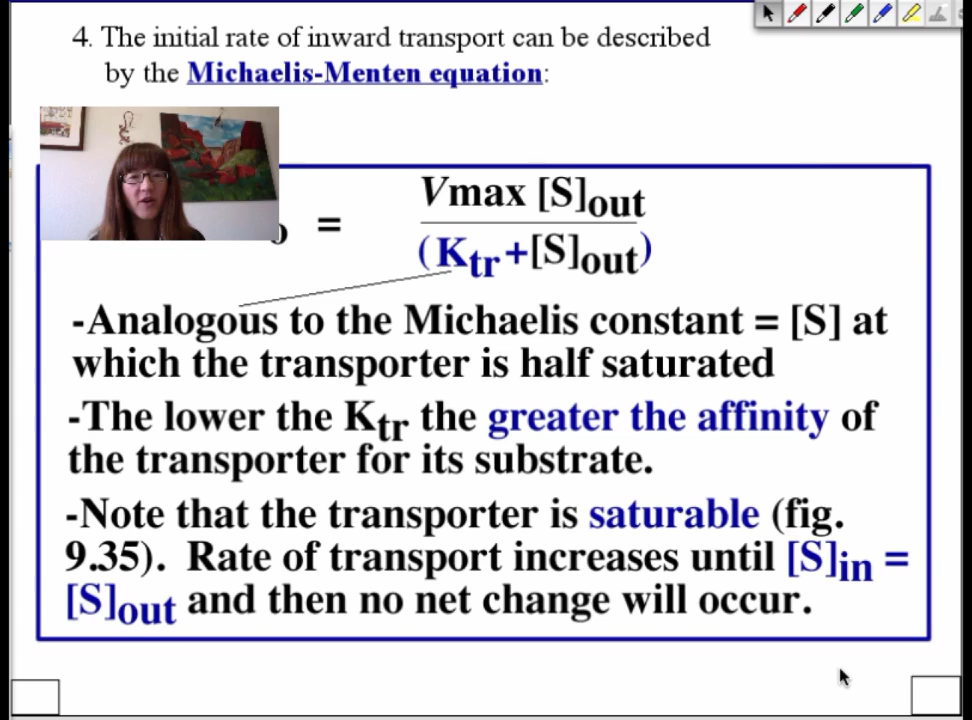 4. The initial rate of inward transport can be described
by the Michaelis-Menten equation:
Vmax [S]out
=
(Ktr+[S]out)
-Analogous to the Michaelis constant = [S] at
which the transporter is half saturated
-The lower the Ktr the greater the affinity of
the transporter for its substrate.
-Note that the transporter is saturable (fig.
9.35). Rate of transport increases until [S]in =
[S]out and then no net change will occur.